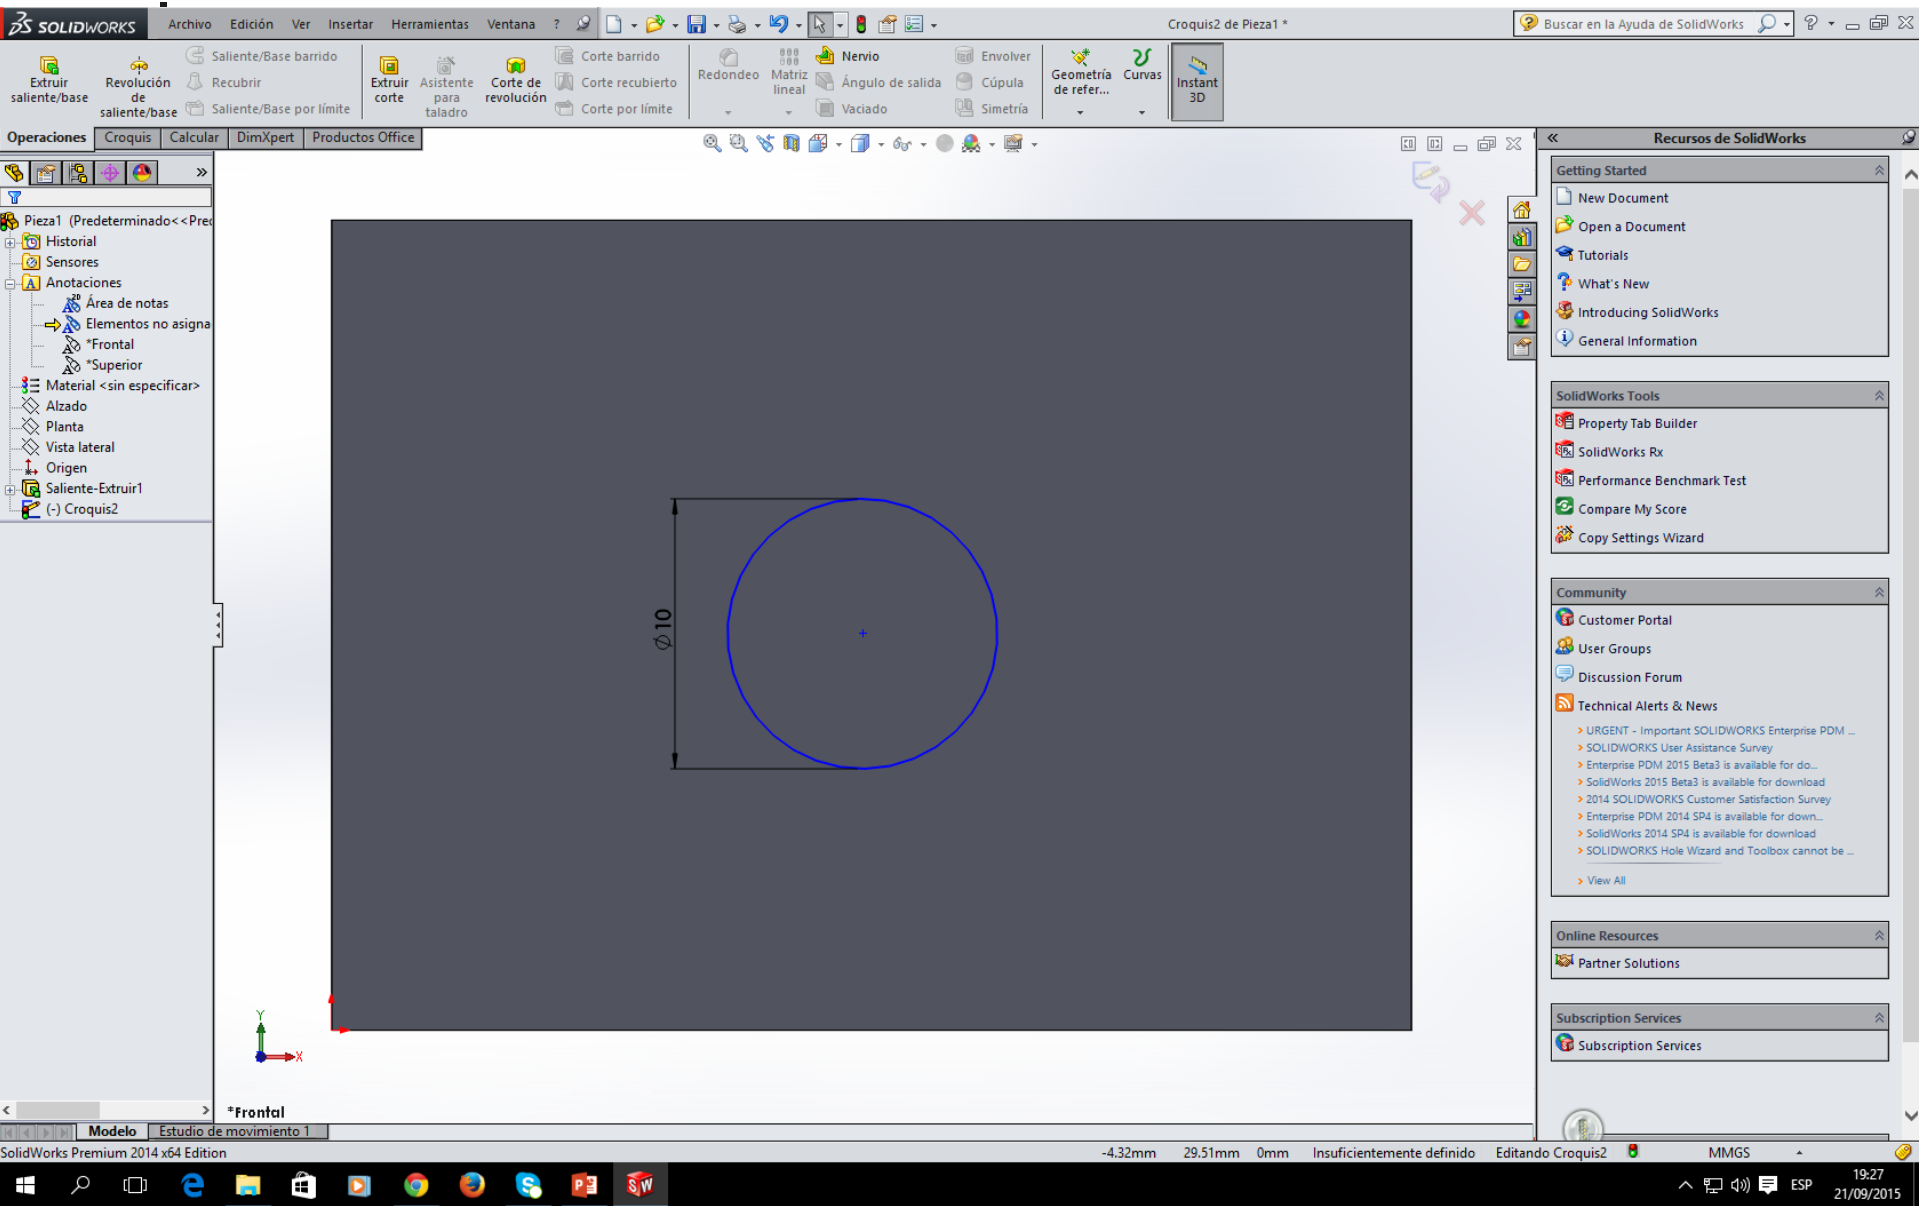 SOLIDWORKS Archivo Edición Ver Insertar Herramientas Ventana ? Croquis2 de Pieza1 * Buscar en la Ayuda de SolidWorks ?
Extruir saliente/base
Revolución de saliente/base
Saliente/Base barrido
Recubrir
Saliente/Base por límite
Extruir corte
Asistente para taladro
Corte de revolución
Corte barrido
Corte recubierto
Corte por límite
Redondeo
Matriz lineal
Nervio
Ángulo de salida
Vaciado
Envolver
Cúpula
Simetría
Geometría de refer...
Curvas
Instant 3D
Operaciones Croquis Calcular DimXpert Productos Office
Pieza1 (Predeterminado<<Pred
Historial
Sensores
Anotaciones
Área de notas
Elementos no asigna
*Frontal
*Superior
Material <sin especificar>
Alzado
Planta
Vista lateral
Origen
Saliente-Extruir1
(-) Croquis2
∅10
Y
X
*Frontal
Recursos de SolidWorks
Getting Started
New Document
Open a Document
Tutorials
What's New
Introducing SolidWorks
General Information
SolidWorks Tools
Property Tab Builder
SolidWorks Rx
Performance Benchmark Test
Compare My Score
Copy Settings Wizard
Community
Customer Portal
User Groups
Discussion Forum
Technical Alerts & News
URGENT - Important SOLIDWORKS Enterprise PDM ...
SOLIDWORKS User Assistance Survey
Enterprise PDM 2015 Beta3 is available for do...
SolidWorks 2015 Beta3 is available for download
2014 SOLIDWORKS Customer Satisfaction Survey
Enterprise PDM 2014 SP4 is available for down...
SolidWorks 2014 SP4 is available for download
SOLIDWORKS Hole Wizard and Toolbox cannot be ...
View All
Online Resources
Partner Solutions
Subscription Services
Subscription Services
Modelo Estudio de movimiento 1
SolidWorks Premium 2014 x64 Edition -4.32mm 29.51mm 0mm Insuficientemente definido Editando Croquis2 MMGS
ESP
19:27
21/09/2015